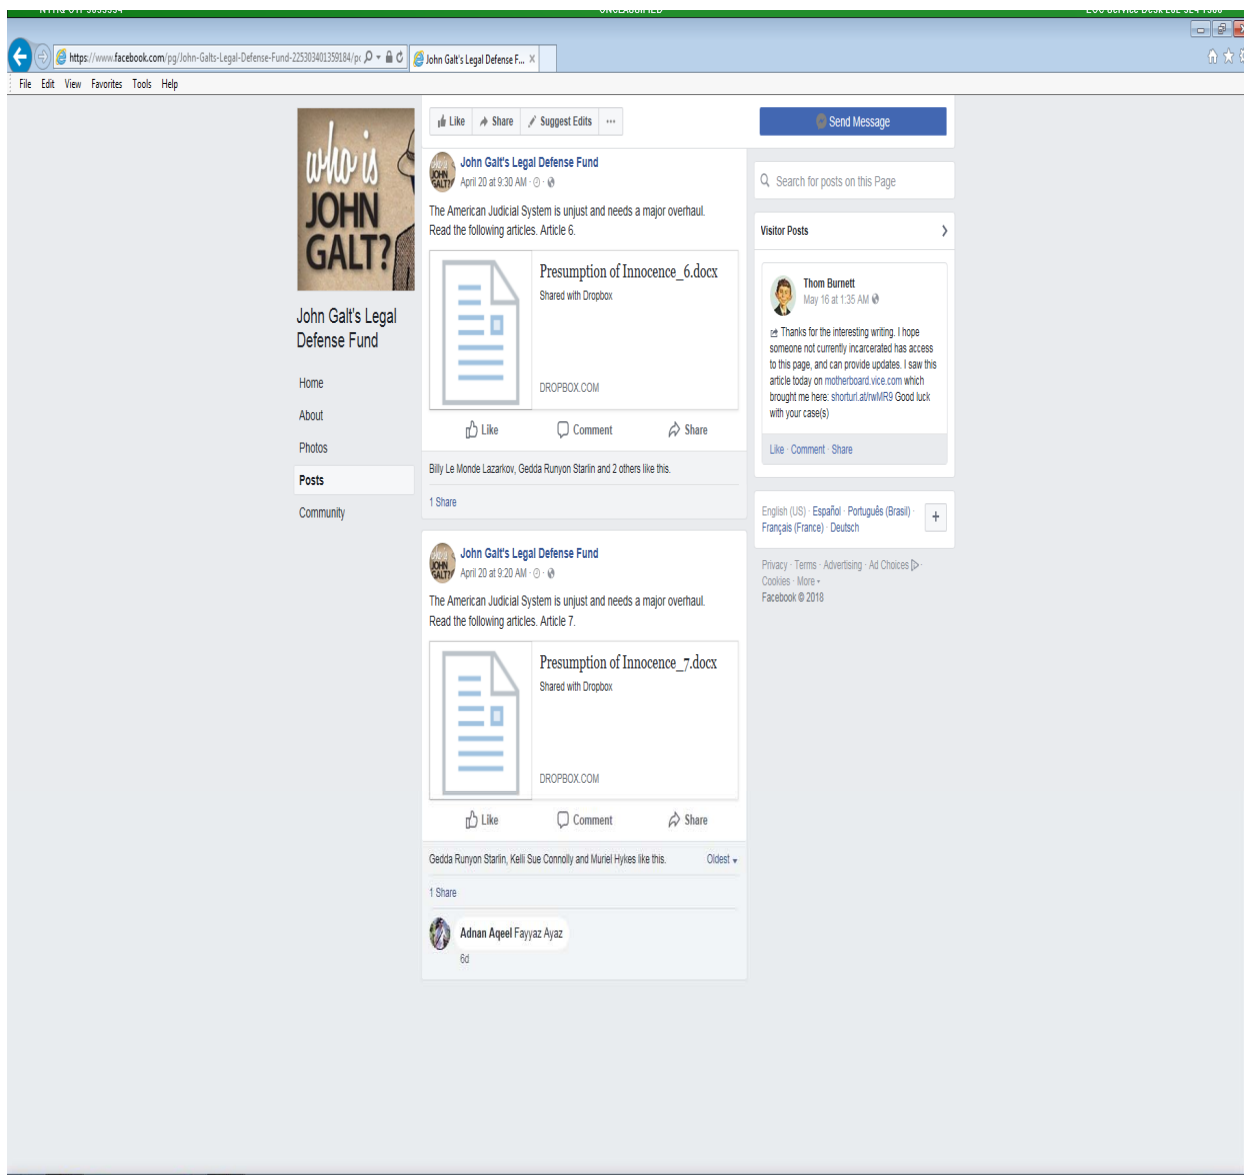 UNCLASSIFIED
https://www.facebook.com/pg/John-Galts-Legal-Defense-Fund-225303401359184/pc
John Galt's Legal Defense F...
File Edit View Favorites Tools Help
who is
JOHN
GALT?
John Galt's Legal
Defense Fund
Home
About
Photos
Posts
Community
Like Share Suggest Edits ...
John Galt's Legal Defense Fund
April 20 at 9:30 AM
The American Judicial System is unjust and needs a major overhaul.
Read the following articles. Article 6.
Presumption of Innocence_6.docx
Shared with Dropbox
DROPBOX.COM
Like Comment Share
Billy Le Monde Lazarkov, Gedda Runyon Starlin and 2 others like this.
1 Share
John Galt's Legal Defense Fund
April 20 at 9:20 AM
The American Judicial System is unjust and needs a major overhaul.
Read the following articles. Article 7.
Presumption of Innocence_7.docx
Shared with Dropbox
DROPBOX.COM
Like Comment Share
Gedda Runyon Starlin, Kelli Sue Connolly and Muriel Hykes like this. Oldest
1 Share
Adnan Aqeel Fayyaz Ayaz
6d
Send Message
Search for posts on this Page
Visitor Posts
Thom Burnett
May 16 at 1:35 AM
Thanks for the interesting writing. I hope
someone not currently incarcerated has access
to this page, and can provide updates. I saw this
article today on motherboard.vice.com which
brought me here: shorturl.at/nwMR9 Good luck
with your case(s)
Like · Comment · Share
English (US) · Español · Português (Brasil) ·
Français (France) · Deutsch
Privacy · Terms · Advertising · Ad Choices ·
Cookies · More
Facebook © 2018